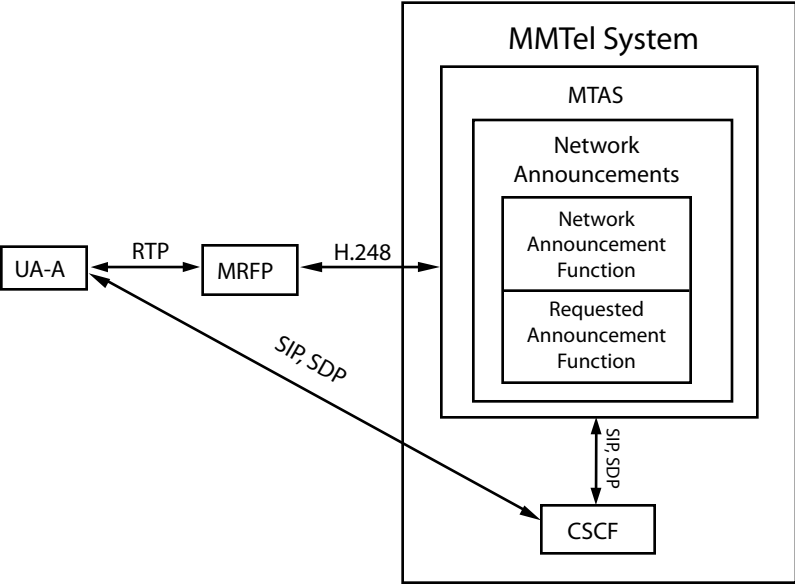 MMTel System
MTAS
Network
Announcements
Network
Announcement
Function
Requested
Announcement
Function
UA-A
RTP
MRFP
H.248
SIP, SDP
SIP, SDP
CSCF